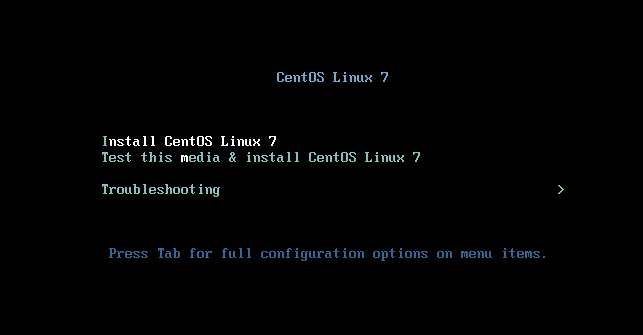 CentOS Linux 7
Install CentOS Linux 7
Test this media & install CentOS Linux 7
Troubleshooting >
Press Tab for full configuration options on menu items.